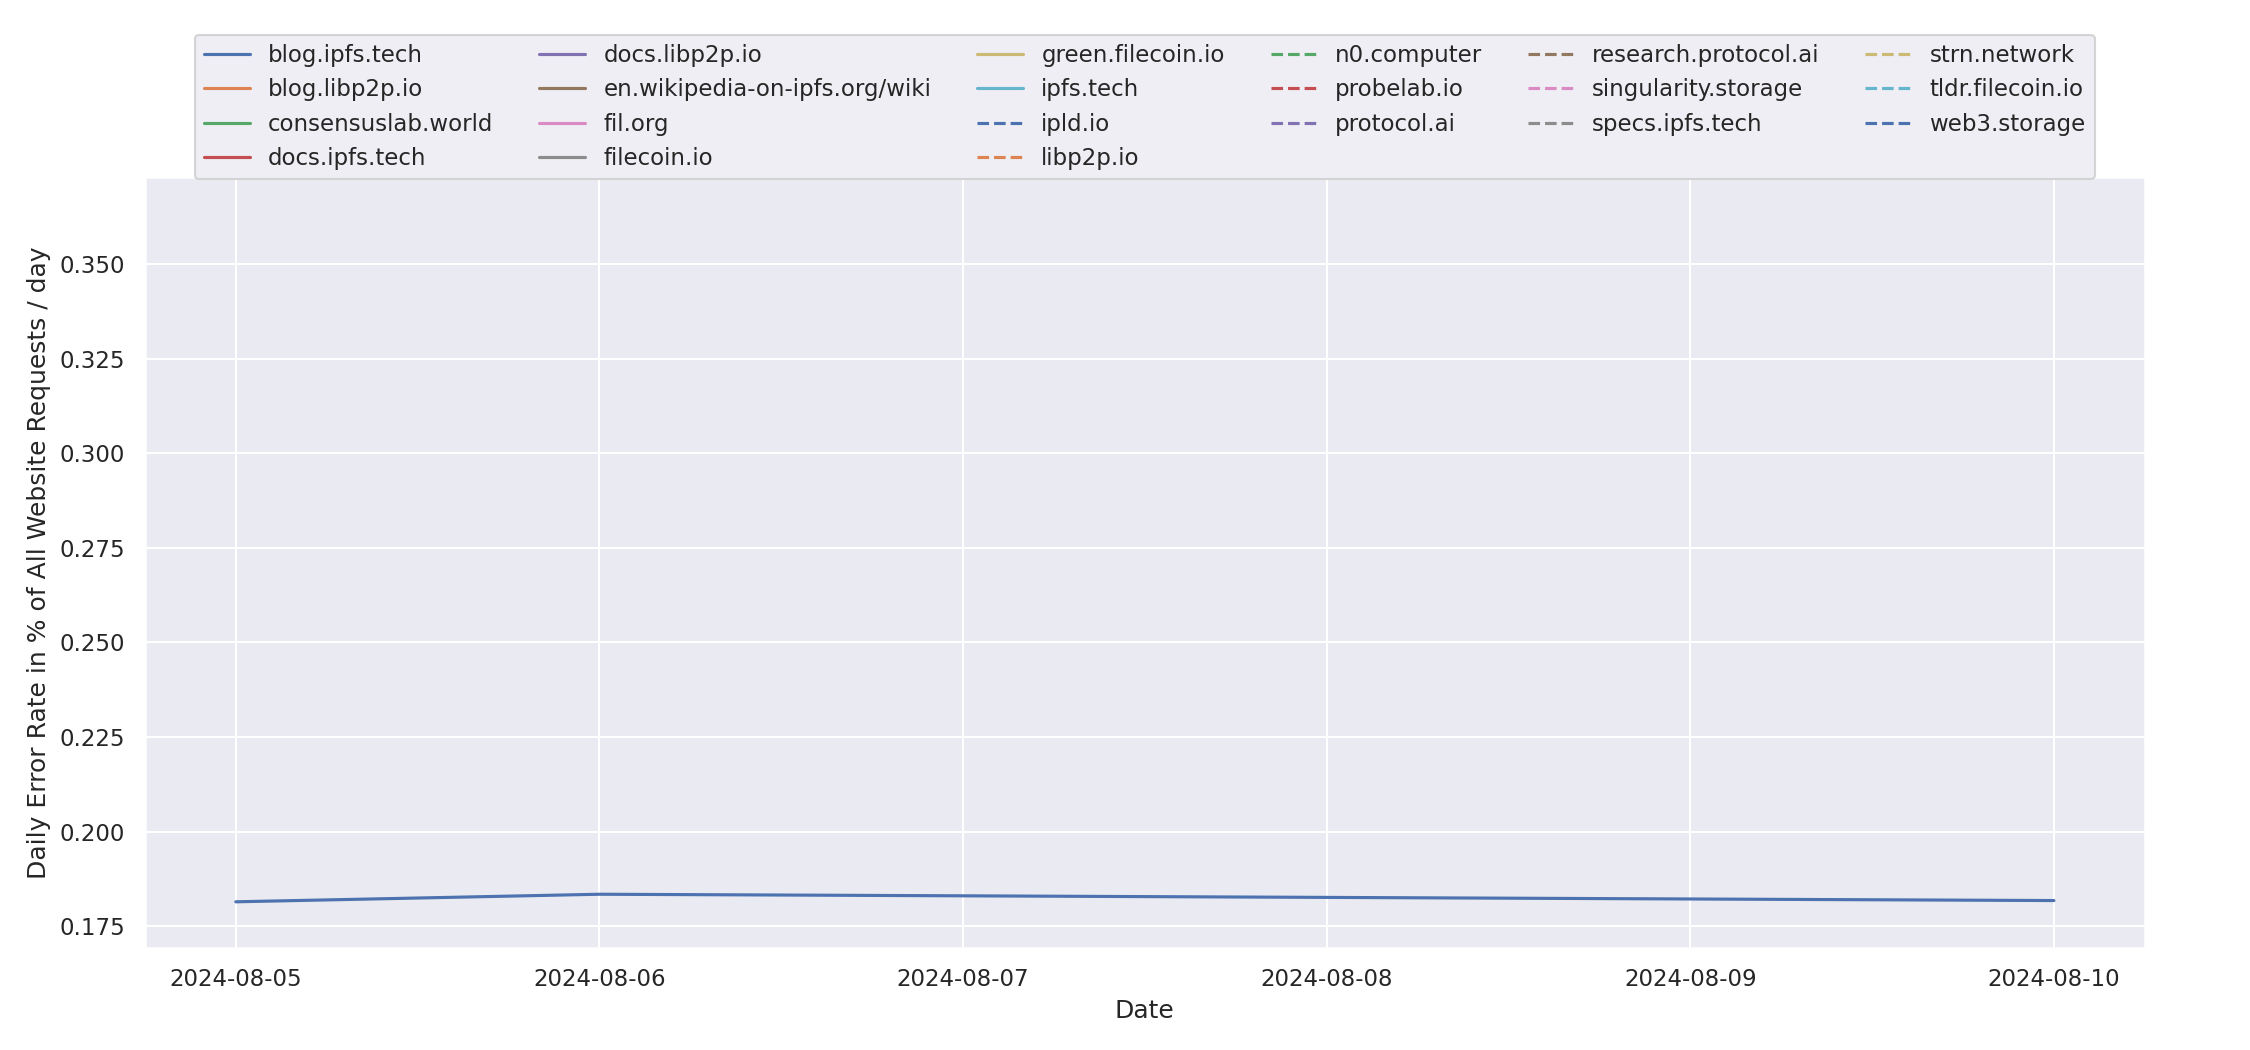 blog.ipfs.tech
blog.libp2p.io
consensuslab.world
docs.ipfs.tech
docs.libp2p.io
en.wikipedia-on-ipfs.org/wiki
fil.org
filecoin.io
green.filecoin.io
ipfs.tech
ipld.io
libp2p.io
n0.computer
probelab.io
protocol.ai
research.protocol.ai
singularity.storage
specs.ipfs.tech
strn.network
tldr.filecoin.io
web3.storage
Daily Error Rate in % of All Website Requests / day
0.350
0.325
0.300
0.275
0.250
0.225
0.200
0.175
2024-08-05
2024-08-06
2024-08-07
2024-08-08
2024-08-09
2024-08-10
Date